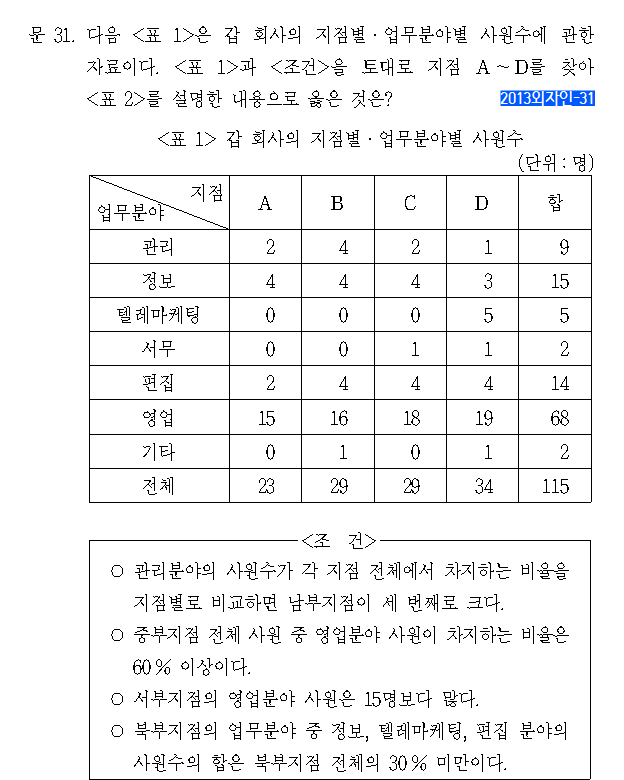 문 31. 다음 <표 1>은 갑 회사의 지점별·업무분야별 사원수에 관한
자료이다. <표 1>과 <조건>을 토대로 지점 A~D를 찾아
<표 2>를 설명한 내용으로 옳은 것은? 2013외자인-31
<표 1> 갑 회사의 지점별·업무분야별 사원수
(단위 : 명)
지점
업무분야 A B C D 합
관리 2 4 2 1 9
정보 4 4 4 3 15
텔레마케팅 0 0 0 5 5
서무 0 0 1 1 2
편집 2 4 4 4 14
영업 15 16 18 19 68
기타 0 1 0 1 2
전체 23 29 29 34 115
<조 건>
○ 관리분야의 사원수가 각 지점 전체에서 차지하는 비율을
지점별로 비교하면 남부지점이 세 번째로 크다.
○ 중부지점 전체 사원 중 영업분야 사원이 차지하는 비율은
60% 이상이다.
○ 서부지점의 영업분야 사원은 15명보다 많다.
○ 북부지점의 업무분야 중 정보, 텔레마케팅, 편집 분야의
사원수의 합은 북부지점 전체의 30% 미만이다.